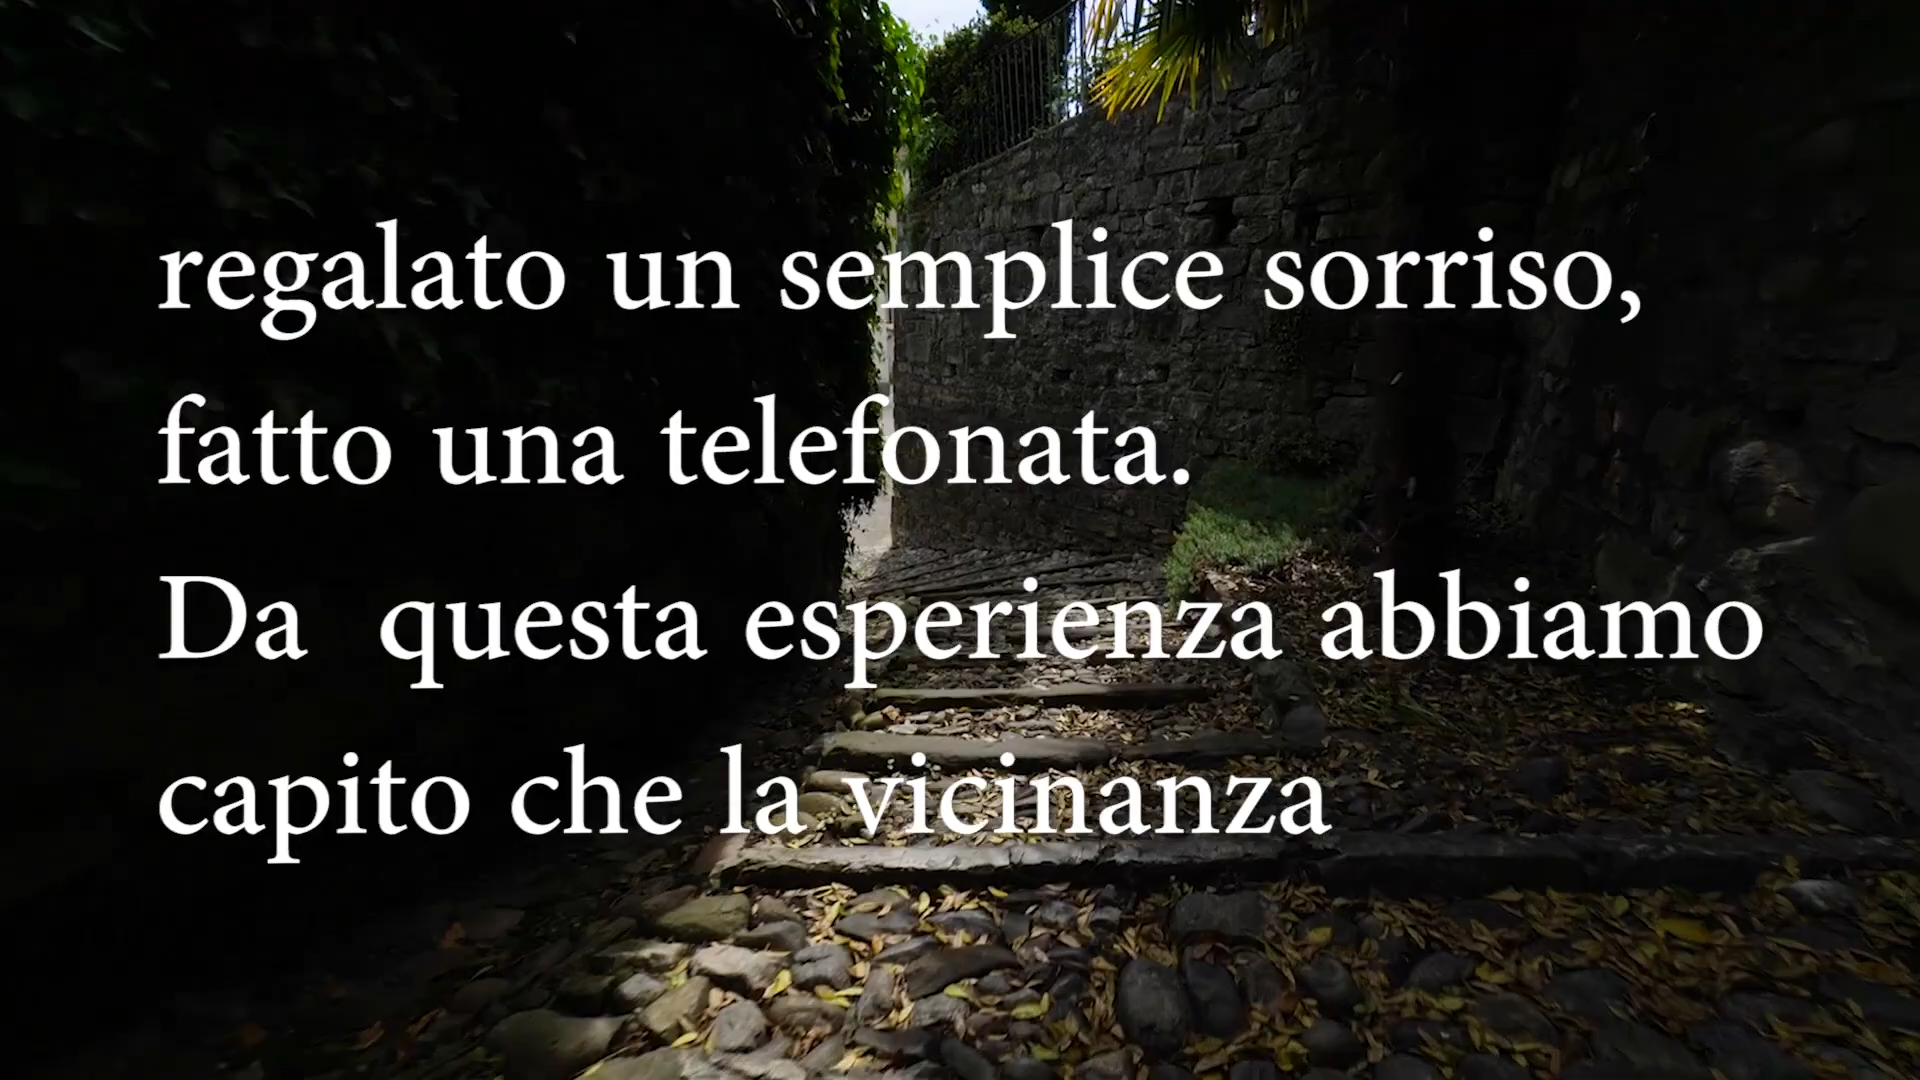 regalato un semplice sorriso,
fatto una telefonata.
Da  questa esperienza abbiamo
capito che la vicinanza